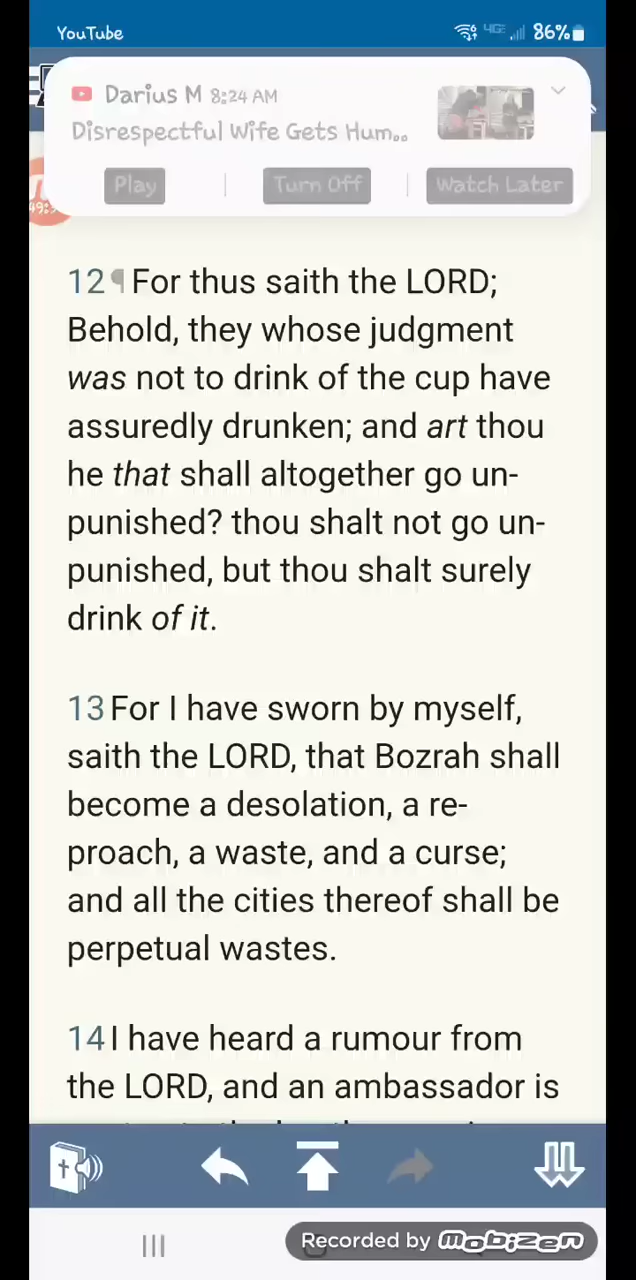 YouTube 4GE 86%
Darius M 8:24 AM
Disrespectful Wife Gets Hum..
Play | Turn Off | Watch Later
49:
12 ¶ For thus saith the LORD;
Behold, they whose judgment
was not to drink of the cup have
assuredly drunken; and art thou
he that shall altogether go un-
punished? thou shalt not go un-
punished, but thou shalt surely
drink of it.
13 For I have sworn by myself,
saith the LORD, that Bozrah shall
become a desolation, a re-
proach, a waste, and a curse;
and all the cities thereof shall be
perpetual wastes.
14 I have heard a rumour from
the LORD, and an ambassador is
Recorded by mobizen